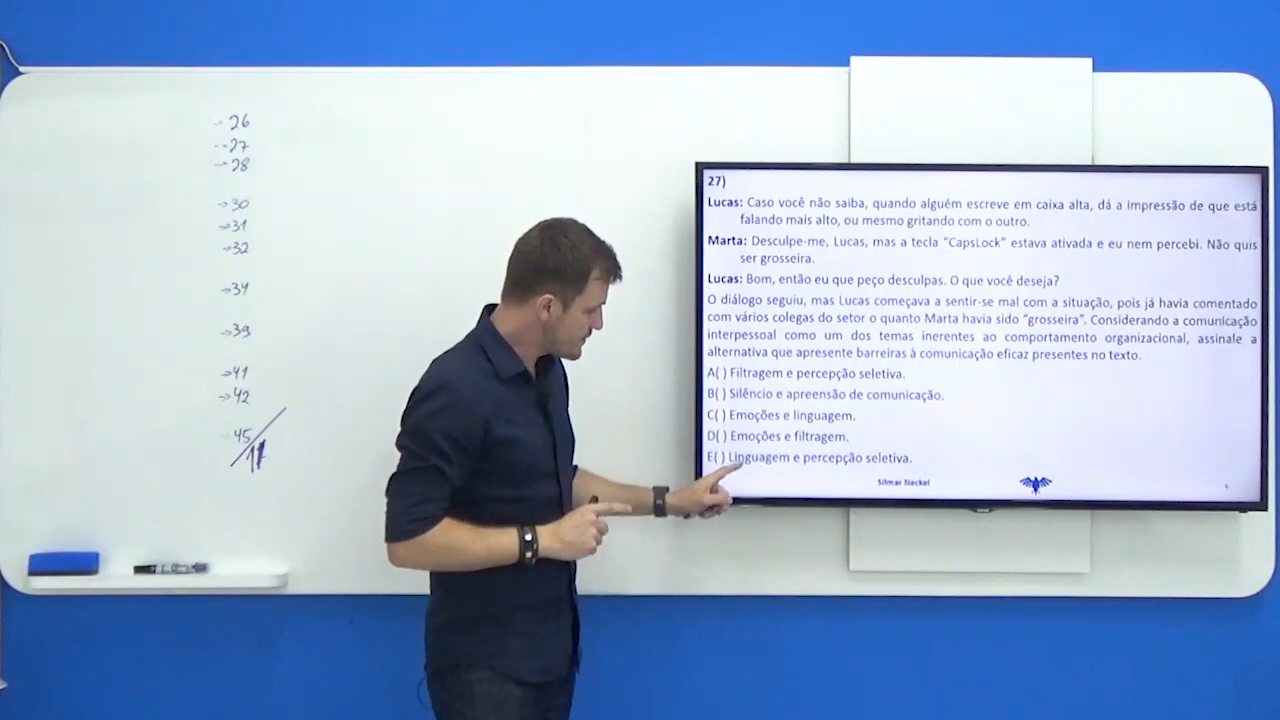 -> 26
-> 27
-> 28
-> 30
-> 31
-> 32
-> 34
-> 39
-> 41
-> 42
45
11
27)
Lucas: Caso você não saiba, quando alguém escreve em caixa alta, dá a impressão de que está
falando mais alto, ou mesmo gritando com o outro.
Marta: Desculpe-me, Lucas, mas a tecla “CapsLock” estava ativada e eu nem percebi. Não quis
ser grosseira.
Lucas: Bom, então eu que peço desculpas. O que você deseja?
O diálogo seguiu, mas Lucas começava a sentir-se mal com a situação, pois já havia comentado
com vários colegas do setor o quanto Marta havia sido “grosseira”. Considerando a comunicação
interpessoal como um dos temas inerentes ao comportamento organizacional, assinale a
alternativa que apresente barreiras à comunicação eficaz presentes no texto.
A( ) Filtragem e percepção seletiva.
B( ) Silêncio e apreensão de comunicação.
C( ) Emoções e linguagem.
D( ) Emoções e filtragem.
E( ) Linguagem e percepção seletiva.
Silmar Neckel